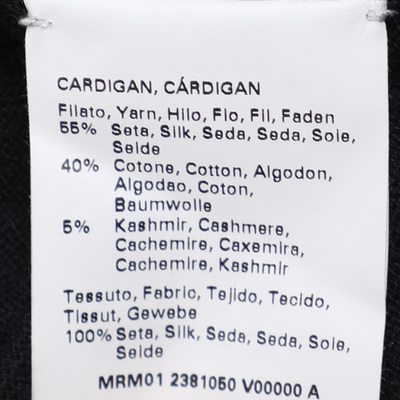 CARDIGAN, CÁRDIGAN
Filato, Yarn, Hilo, Fio, Fil, Faden
55% Seta, Silk, Seda, Seda, Soie,
Seide
40% Cotone, Cotton, Algodon,
Algodao, Coton,
Baumwolle
5% Kashmir, Cashmere,
Cachemire, Caxemira,
Cachemire, Kashmir
Tessuto, Fabric, Tejido, Tecido,
Tissut, Gewebe
100% Seta, Silk, Seda, Seda, Soie,
Seide
MRM01 2381050 V00000 A